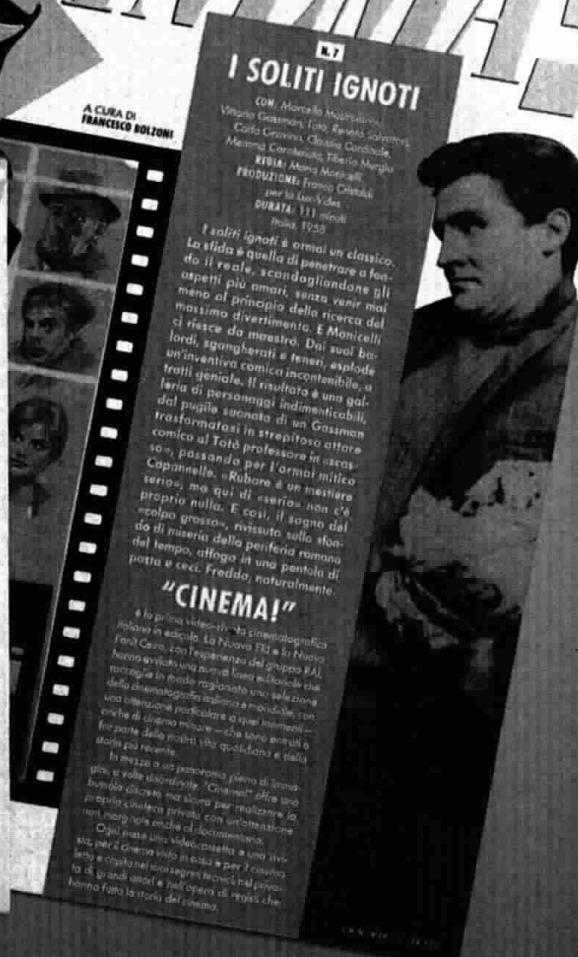 A CURA DI
FRANCESCO BOLZONI
N. 7
I SOLITI IGNOTI
CON: Marcello Mastroianni,
Vittorio Gassman, Totò, Renato Salvatori,
Carla Gravina, Claudia Cardinale,
Memmo Carotenuto, Tiberio Murgia
REGIA: Mario Monicelli
PRODUZIONE: Franco Cristaldi
per la Lux-Vides
DURATA: 111 minuti
Italia, 1958
I soliti ignoti è ormai un classico.
La sfida è quella di penetrare a fon-
do il reale, scandagliandone gli
aspetti più amari, senza venir mai
meno al principio della ricerca del
massimo divertimento. E Monicelli
ci riesce da maestro. Dai suoi ba-
lordi, sgangherati e teneri, esplode
un'inventiva comica incontenibile, a
tratti geniale. Il risultato è una gal-
leria di personaggi indimenticabili,
dal pugile suonato di un Gassman
trasformatosi in strepitoso attore
comico al Totò professore in «scas-
so», passando per l'ormai mitico
Capannelle. «Rubare è un mestiere
serio», ma qui di «serio» non c'è
proprio nulla. E così, il sogno del
«colpo grosso», rivissuto sullo sfon-
do di miseria della periferia romana
del tempo, affoga in una pentola di
pasta e ceci. Fredda, naturalmente.
"CINEMA!"
è la prima video-rivista cinematografica
italiana in edicola. La Nuova ERI e la Nuova
Fonit Cetra, con l'esperienza del gruppo RAI,
hanno avviato una nuova linea editoriale che
raccoglie in modo ragionato una selezione
della cinematografia italiana e mondiale, con
una attenzione particolare a quei momenti –
anche di cinema minore – che sono entrati a
far parte della nostra vita quotidiana e della
storia più recente.
In mezzo a un panorama pieno di imma-
gini, a volte disordinate, "Cinema!" offre una
bussola discreta ma sicura per realizzare la
propria cineteca privata con un'attenzione
non marginale anche al documentario.
Ogni mese una videocassetta e una rivi-
sta, per il cinema visto in casa e per il cinema
letto e capito nei suoi segreti tecnici, nel priva-
to di grandi attori e nell'opera di registi che
hanno fatto la storia del cinema.